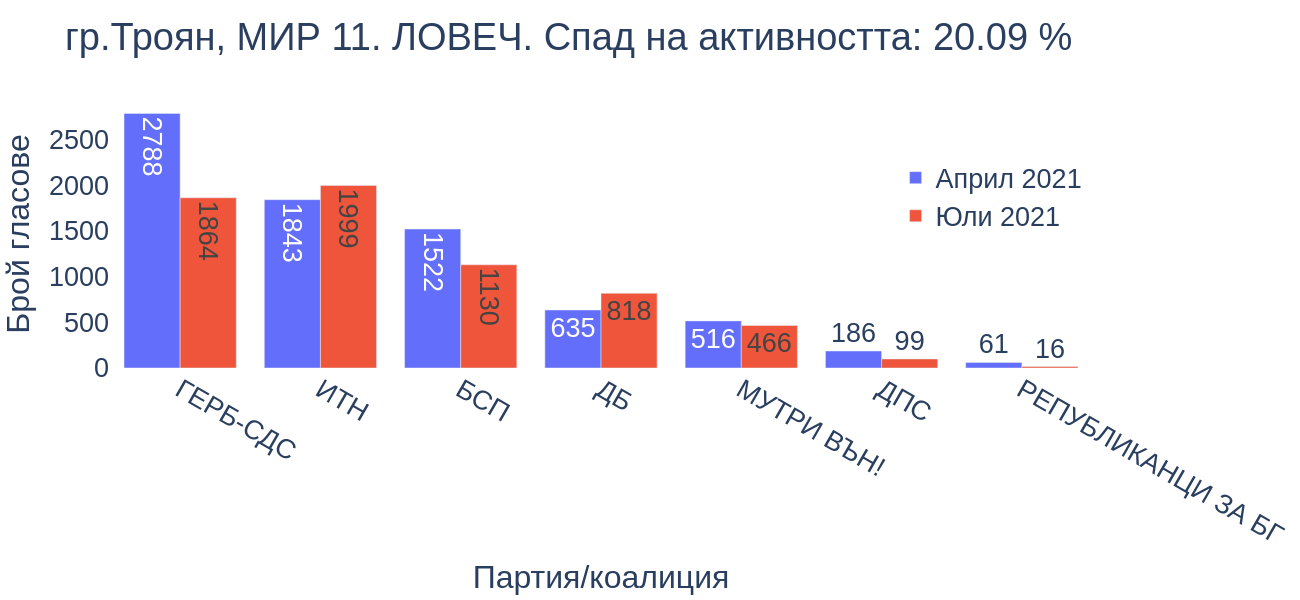 гр.Троян, МИР 11. ЛОВЕЧ. Спад на активността: 20.09 %
Брой гласове
2500
2000
1500
1000
500
0
2788
1864
1843
1999
1522
1130
635
818
516
466
186
99
61
16
Април 2021
Юли 2021
ГЕРБ-СДС
ИТН
БСП
ДБ
МУТРИ ВЪН!
ДПС
РЕПУБЛИКАНЦИ ЗА БГ
Партия/коалиция